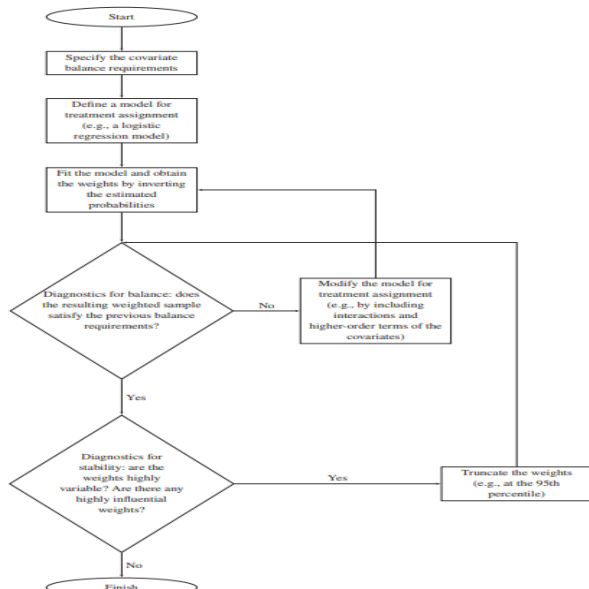 Start
Specify the covariate
balance requirements
Define a model for
treatment assignment
(e.g., a logistic
regression model)
Fit the model and obtain
the weights by inverting
the estimated
probabilities
Diagnostics for balance: does
the resulting weighted sample
satisfy the previous balance
requirements?
No
Modify the model for
treatment assignment
(e.g., by including
interactions and
higher-order terms of the
covariates)
Yes
Diagnostics for
stability: are the
weights highly
variable? Are there any
highly influential
weights?
Yes
Truncate the weights
(e.g., at the 95th
percentile)
No
Finish